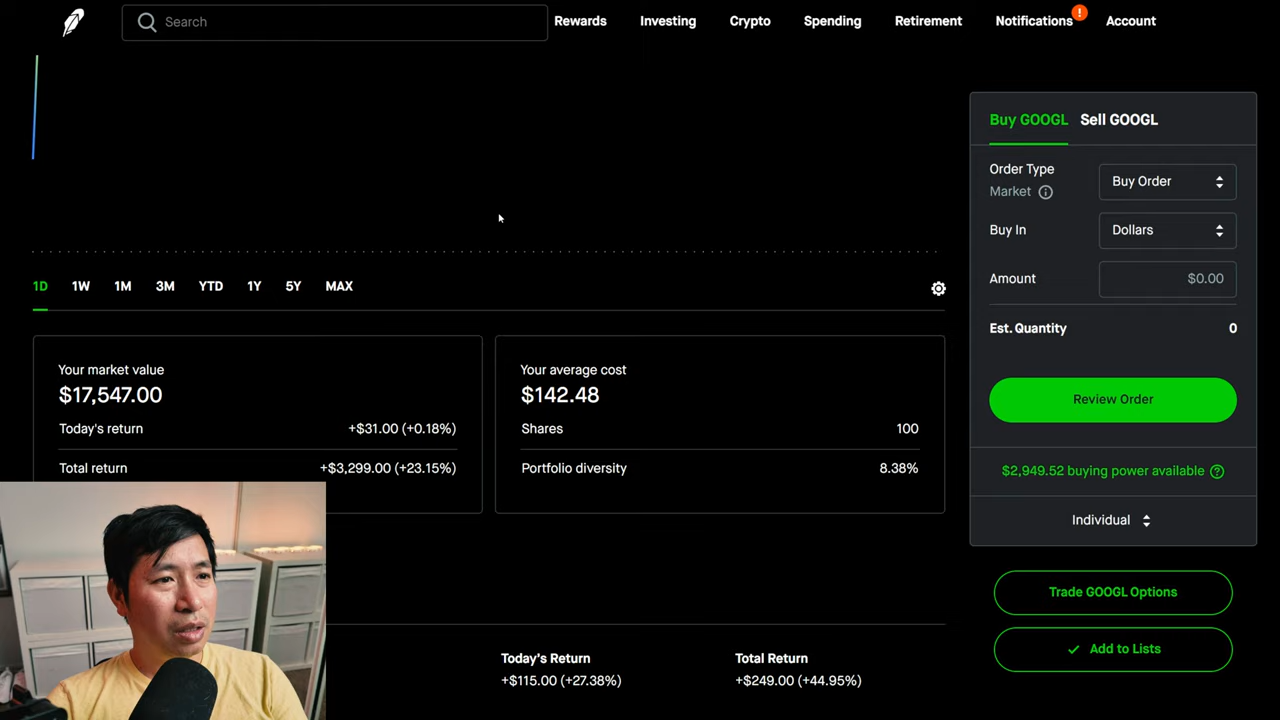 Search
Rewards
Investing
Crypto
Spending
Retirement
Notifications
!
Account
Buy GOOGL
Sell GOOGL
Order Type
Market
Buy Order
Buy In
Dollars
Amount
$0.00
Est. Quantity
0
Review Order
$2,949.52 buying power available
Individual
Trade GOOGL Options
Add to Lists
1D
1W
1M
3M
YTD
1Y
5Y
MAX
Your market value
$17,547.00
Today's return
+$31.00 (+0.18%)
Total return
+$3,299.00 (+23.15%)
Your average cost
$142.48
Shares
100
Portfolio diversity
8.38%
Today's Return
+$115.00 (+27.38%)
Total Return
+$249.00 (+44.95%)